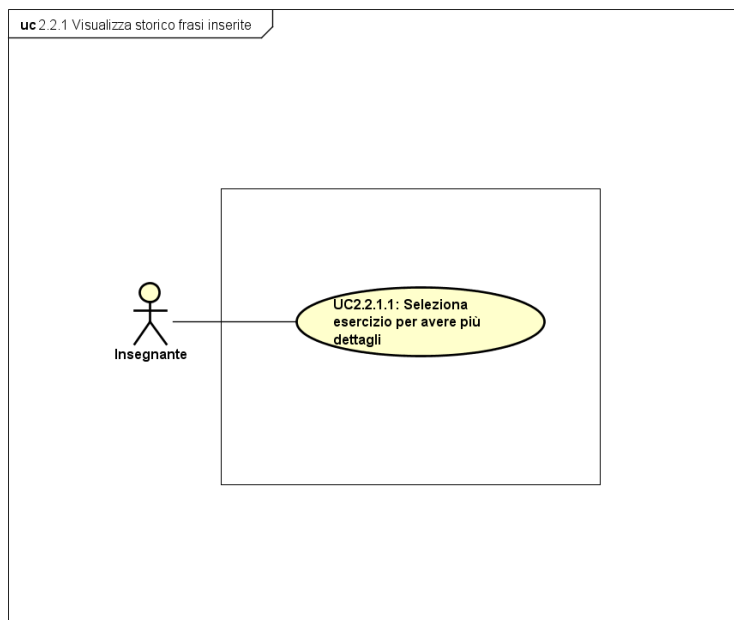 uc 2.2.1 Visualizza storico frasi inserite
UC2.2.1.1: Seleziona
esercizio per avere più
dettagli
Insegnante